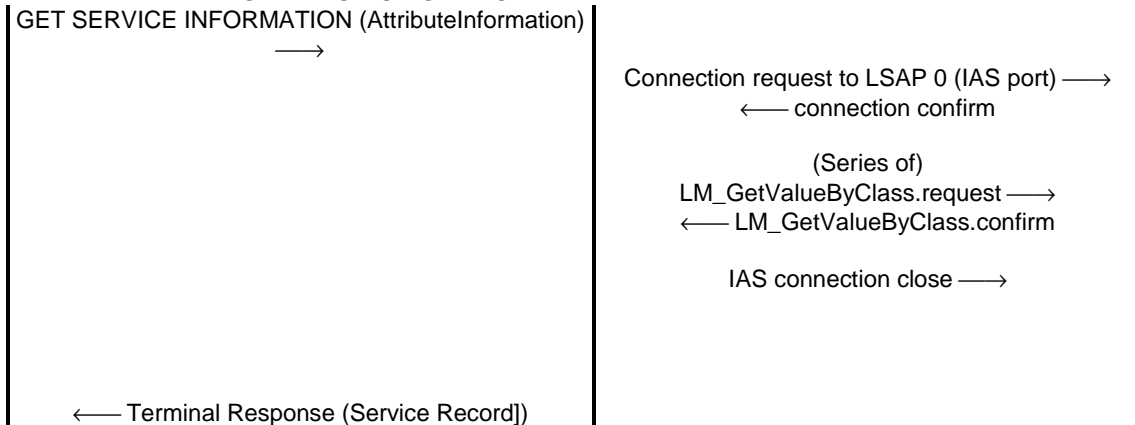 GET SERVICE INFORMATION (AttributeInformation)
⟶
Connection request to LSAP 0 (IAS port) ⟶
⟵ connection confirm
(Series of)
LM_GetValueByClass.request ⟶
⟵ LM_GetValueByClass.confirm
IAS connection close ⟶
⟵ Terminal Response (Service Record])